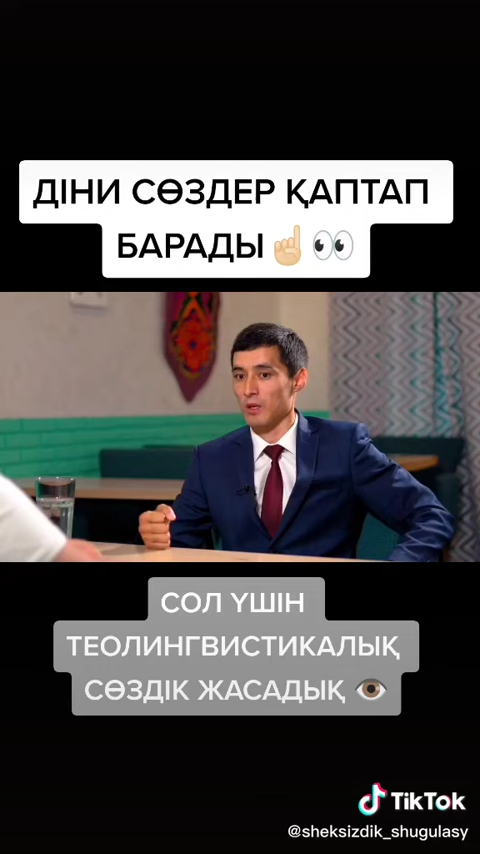 ДІНИ СӨЗДЕР ҚАПТАП
БАРАДЫ☝🏻👀
СОЛ ҮШІН
ТЕОЛИНГВИСТИКАЛЫҚ
СӨЗДІК ЖАСАДЫҚ 👁🏾
TikTok
@sheksizdik_shugulasy